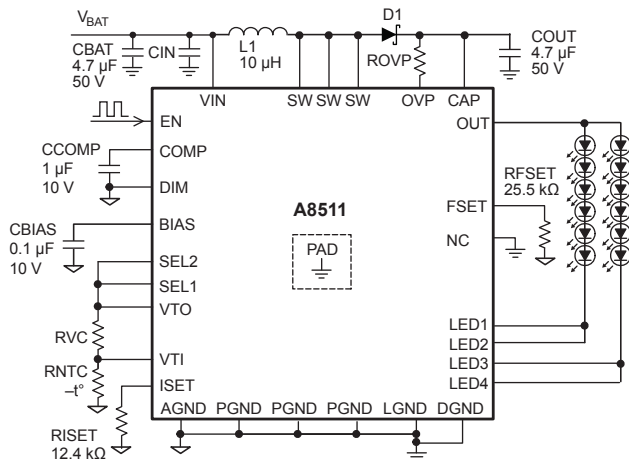 VBAT
D1
CBAT
4.7 µF
50 V
CIN
L1
10 µH
ROVP
COUT
4.7 µF
50 V
VIN
SW
SW
SW
OVP
CAP
EN
OUT
CCOMP
1 µF
10 V
COMP
DIM
RFSET
25.5 kΩ
A8511
FSET
CBIAS
0.1 µF
10 V
BIAS
PAD
NC
SEL2
SEL1
VTO
RVC
LED1
LED2
LED3
LED4
VTI
RNTC
–t°
ISET
RISET
12.4 kΩ
AGND
PGND
PGND
PGND
LGND
DGND